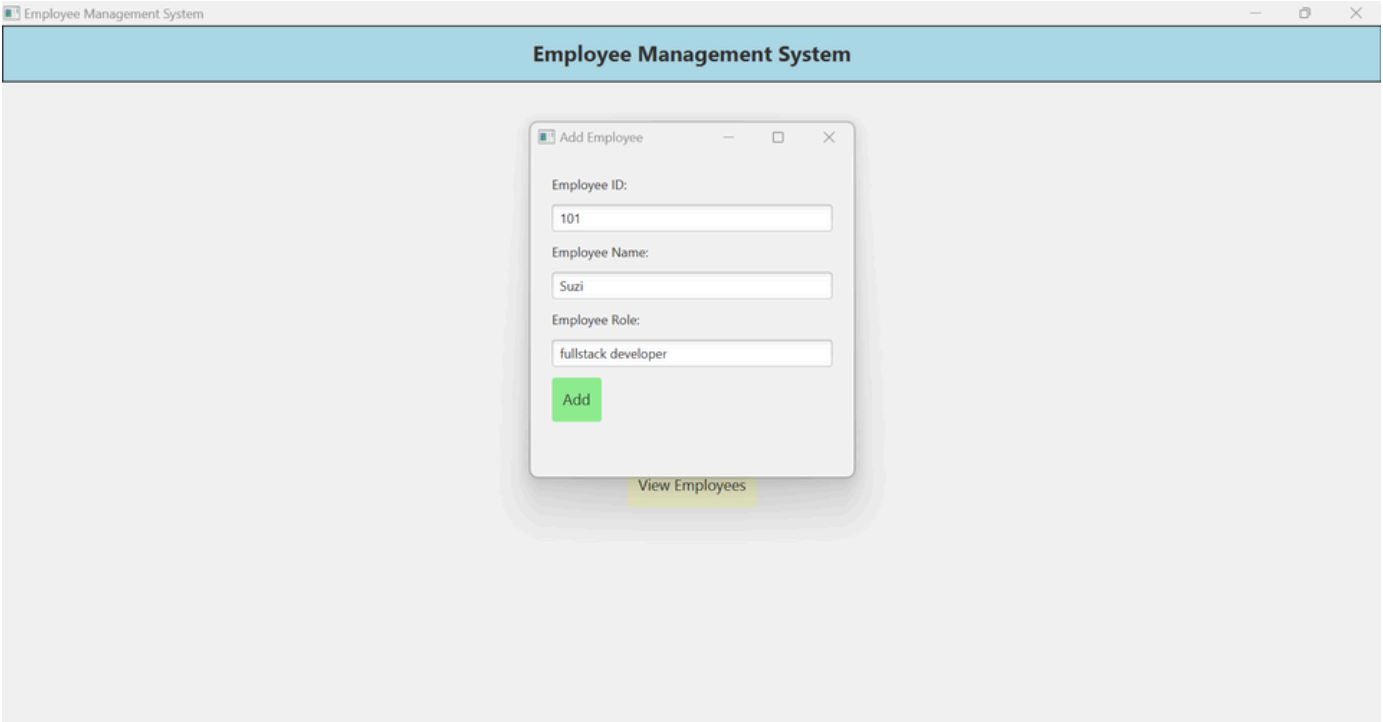 Employee Management System
Employee Management System
Add Employee
Employee ID:
101
Employee Name:
Suzi
Employee Role:
fullstack developer
Add
View Employees